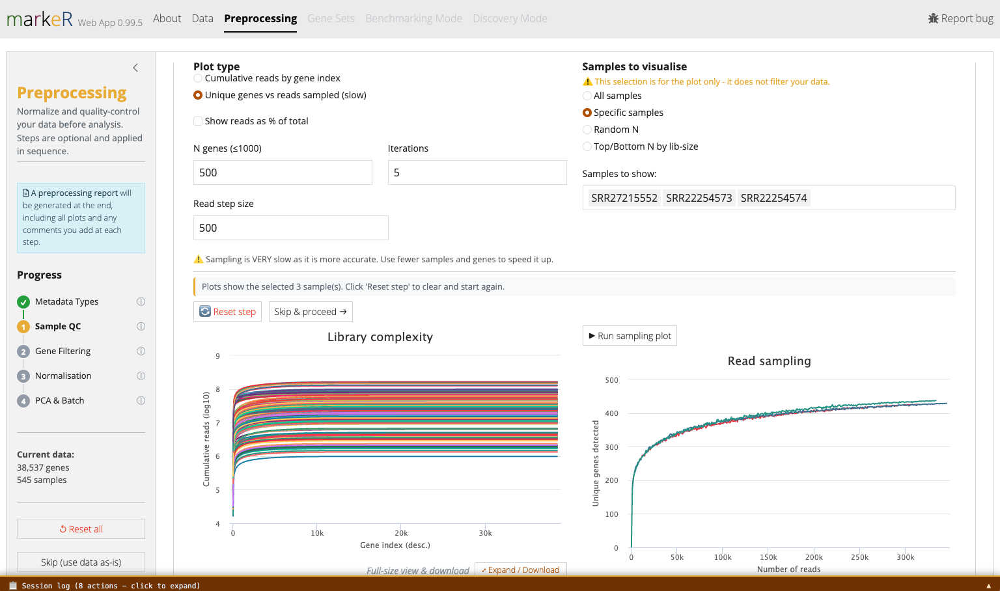 markeR Web App 0.99.5 About Data Preprocessing Gene Sets Benchmarking Mode Discovery Mode Report bug
Preprocessing
Normalize and quality-control
your data before analysis.
Steps are optional and applied
in sequence.
A preprocessing report will
be generated at the end,
including all plots and any
comments you add at each
step.
Progress
Metadata Types
1 Sample QC
2 Gene Filtering
3 Normalisation
4 PCA & Batch
Current data:
38,537 genes
545 samples
Reset all
Skip (use data as-is)
Plot type
Cumulative reads by gene index
Unique genes vs reads sampled (slow)
Show reads as % of total
N genes (≤1000)
500
Iterations
5
Read step size
500
Samples to visualise
This selection is for the plot only - it does not filter your data.
All samples
Specific samples
Random N
Top/Bottom N by lib-size
Samples to show:
SRR27215552 SRR22254573 SRR22254574
Sampling is VERY slow as it is more accurate. Use fewer samples and genes to speed it up.
Plots show the selected 3 sample(s). Click 'Reset step' to clear and start again.
Reset step
Skip & proceed →
Library complexity
Cumulative reads (log10)
9
8
7
6
5
4
0 10k 20k 30k
Gene index (desc.)
Full-size view & download
Expand / Download
Run sampling plot
Read sampling
Unique genes detected
500
400
300
200
100
0
0 50k 100k 150k 200k 250k 300k
Number of reads
Session log (8 actions — click to expand)